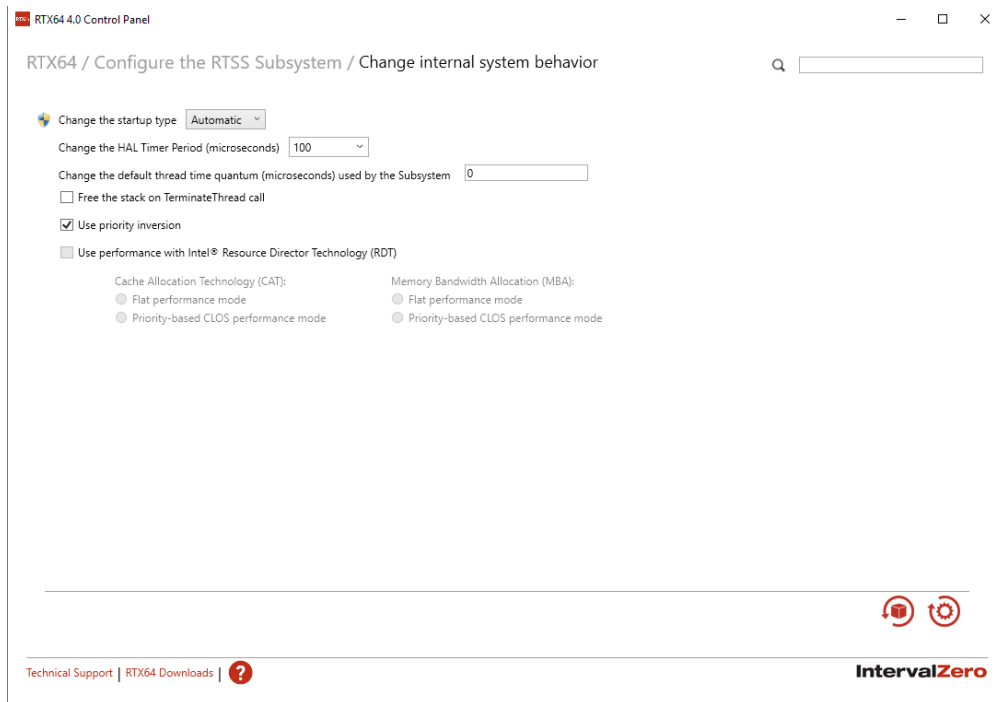 RTX64 4.0 Control Panel
RTX64 / Configure the RTSS Subsystem / Change internal system behavior
Change the startup type Automatic
Change the HAL Timer Period (microseconds) 100
Change the default thread time quantum (microseconds) used by the Subsystem 0
Free the stack on TerminateThread call
Use priority inversion
Use performance with Intel® Resource Director Technology (RDT)
Cache Allocation Technology (CAT): Memory Bandwidth Allocation (MBA):
Flat performance mode Flat performance mode
Priority-based CLOS performance mode Priority-based CLOS performance mode
Technical Support | RTX64 Downloads | ? IntervalZero